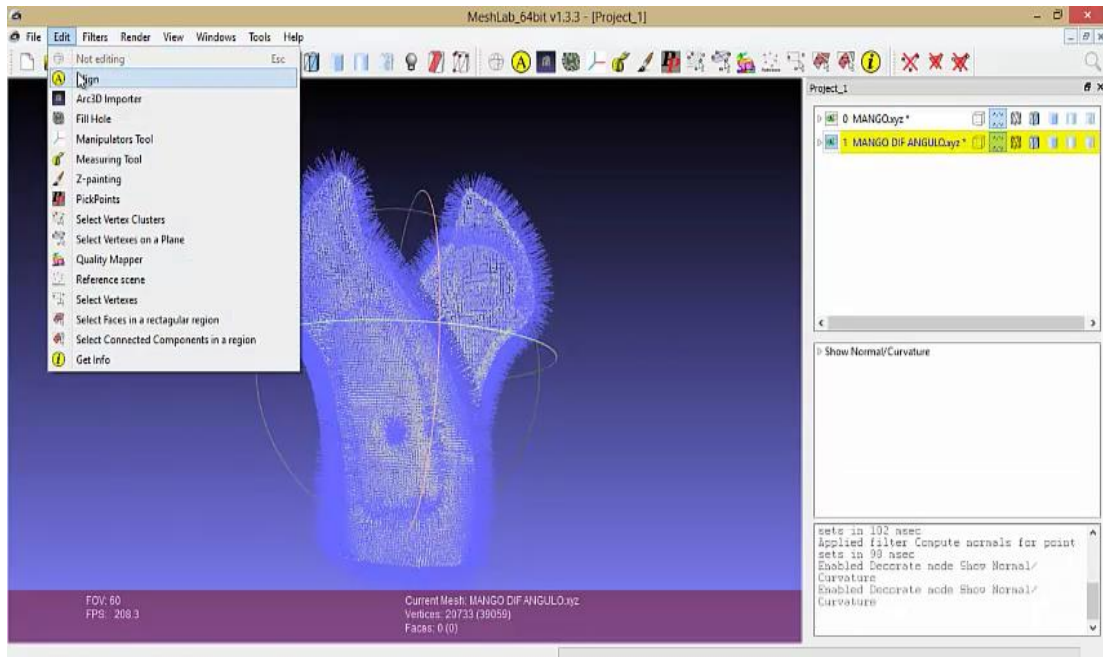 MeshLab_64bit v1.3.3 - [Project_1]
File Edit Filters Render View Windows Tools Help
Not editing Esc
Align
Arc3D Importer
Fill Hole
Manipulators Tool
Measuring Tool
Z-painting
PickPoints
Select Vertex Clusters
Select Vertexes on a Plane
Quality Mapper
Reference scene
Select Vertexes
Select Faces in a rectagular region
Select Connected Components in a region
Get Info
Project_1
0 MANGO.xyz *
1 MANGO DIF ANGULO.xyz *
Show Normal/Curvature
sets in 102 msec
Applied filter Compute normals for point
sets in 98 msec
Enabled Decorate mode Show Normal/
Curvature
Enabled Decorate mode Show Normal/
Curvature
FOV: 60
FPS: 208.3
Current Mesh: MANGO DIF ANGULO.xyz
Vertices: 20733 (39059)
Faces: 0 (0)